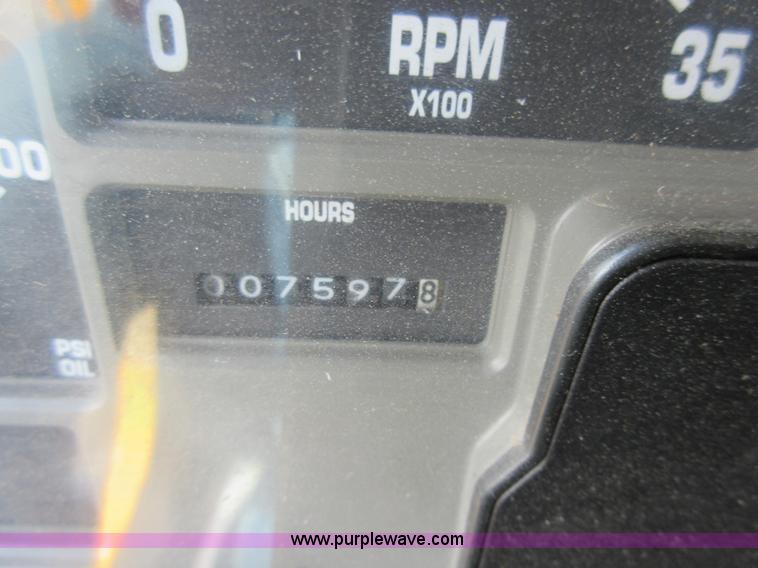 0
RPM
X100
35
00
HOURS
0075978
PSI
OIL
www.purplewave.com